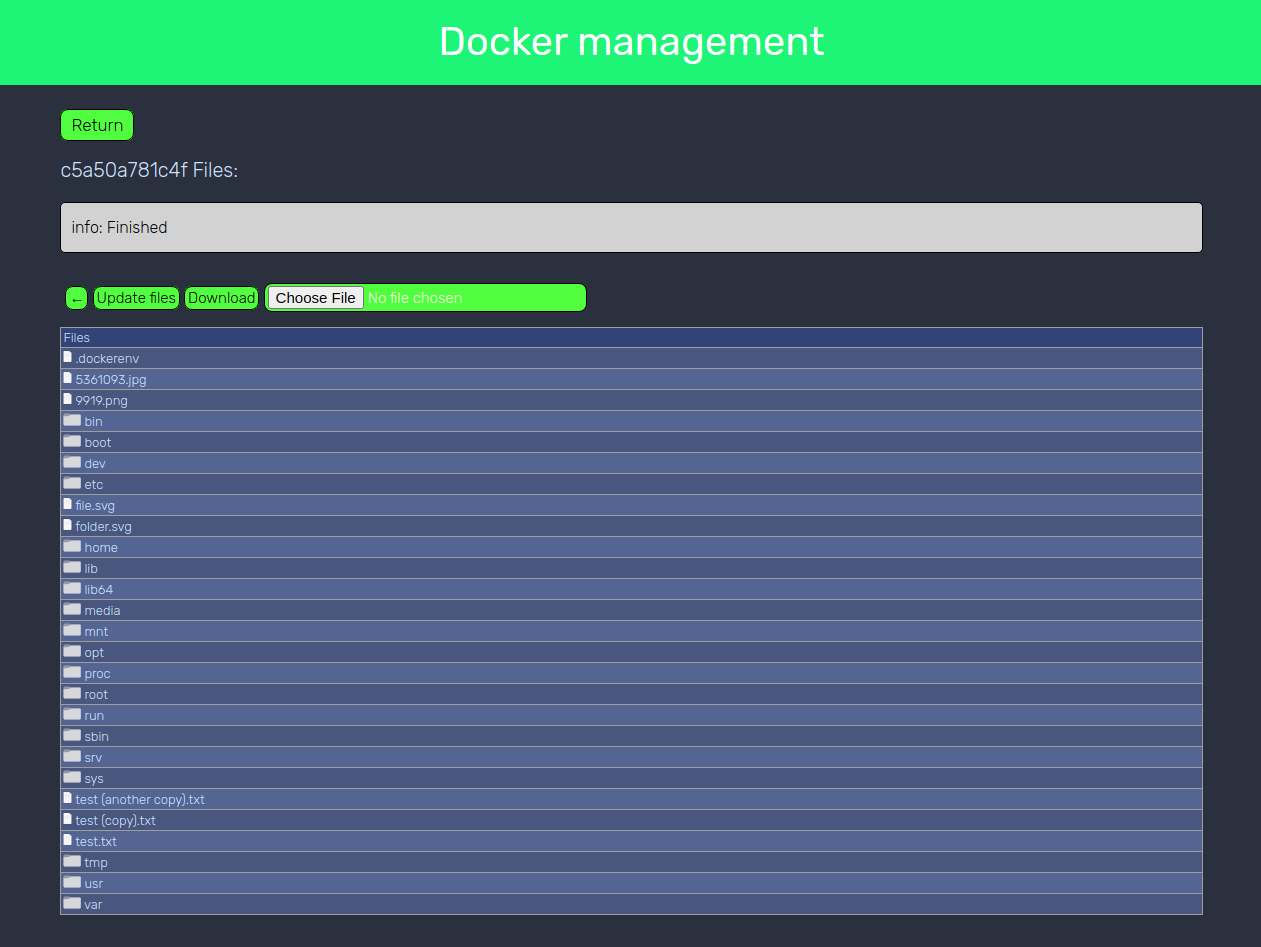 Docker management
Return
c5a50a781c4f Files:
info: Finished
← Update files Download Choose File No file chosen
Files
.dockerenv
5361093.jpg
9919.png
bin
boot
dev
etc
file.svg
folder.svg
home
lib
lib64
media
mnt
opt
proc
root
run
sbin
srv
sys
test (another copy).txt
test (copy).txt
test.txt
tmp
usr
var